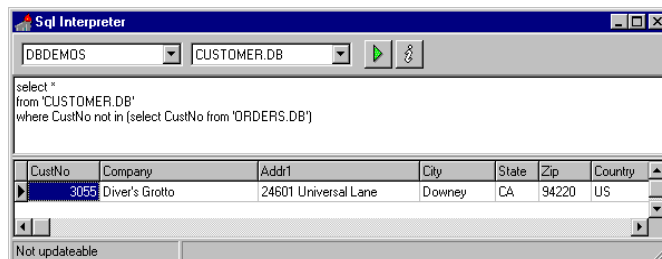 Sql Interpreter
DBDEMOS CUSTOMER.DB
select *
from 'CUSTOMER.DB'
where CustNo not in (select CustNo from 'ORDERS.DB')
CustNo Company Addr1 City State Zip Country
3055 Diver's Grotto 24601 Universal Lane Downey CA 94220 US
Not updateable